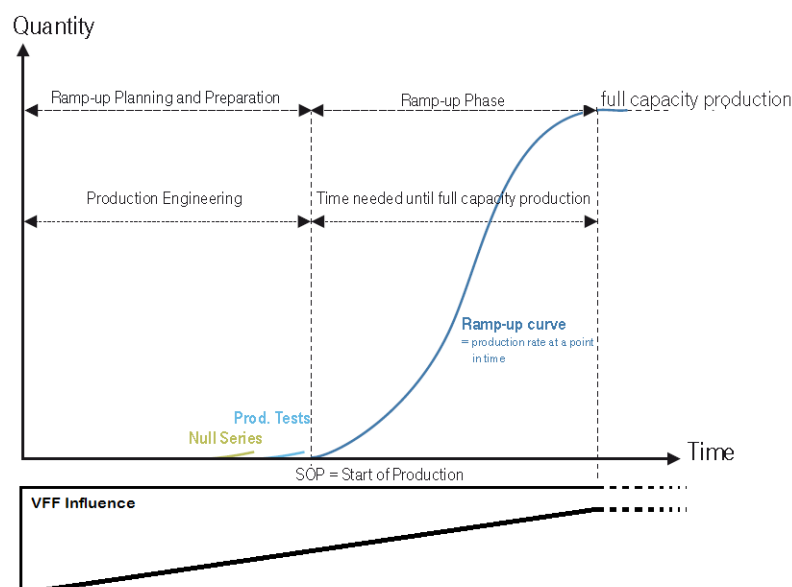 Quantity
Ramp-up Planning and Preparation
Ramp-up Phase
full capacity production
Production Engineering
Time needed until full capacity production
Ramp-up curve
= production rate at a point
in time
Prod. Tests
Null Series
Time
SOP = Start of Production
VFF Influence